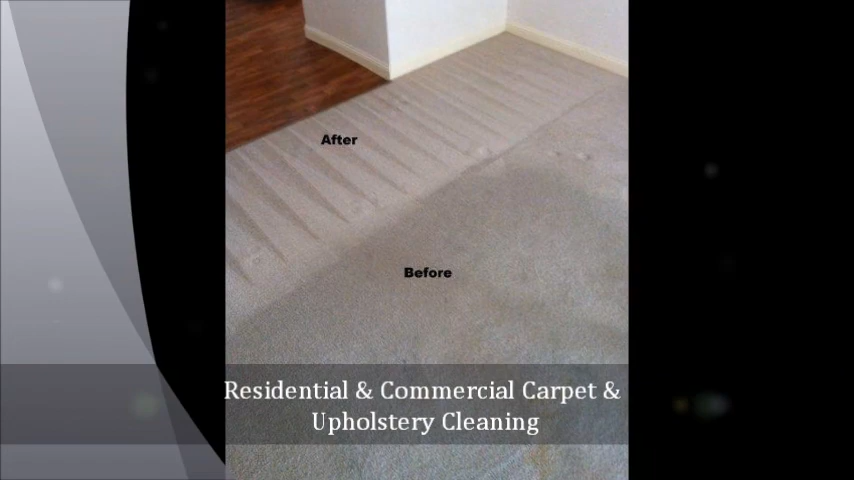 After
Before
Residential & Commercial Carpet &
Upholstery Cleaning